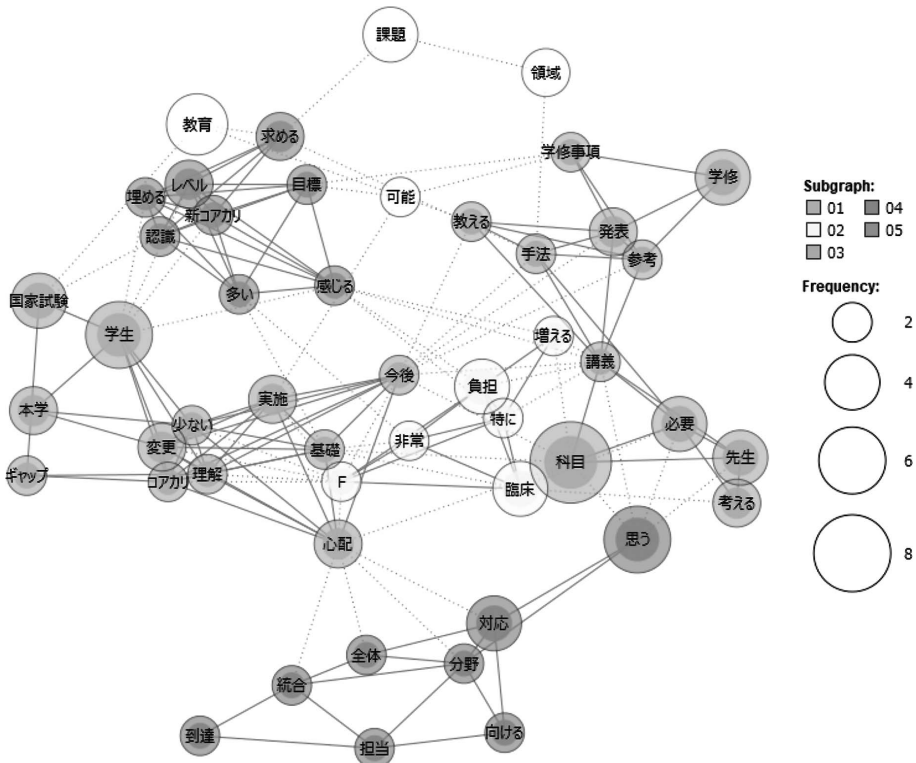 課題
領域
教育
求める
学修事項
学修
レベル
目標
埋める
新コアカリ
可能
教える
発表
認識
手法
参考
Subgraph:
01
04
02
05
03
多い
感じる
国家試験
学生
Frequency:
2
増える
講義
今後
負担
4
実施
本学
少ない
特に
必要
変更
基礎
非常
科目
先生
6
ギャップ
コアカリ
理解
F
臨床
考える
心配
思う
8
対応
全体
分野
統合
到達
担当
向ける